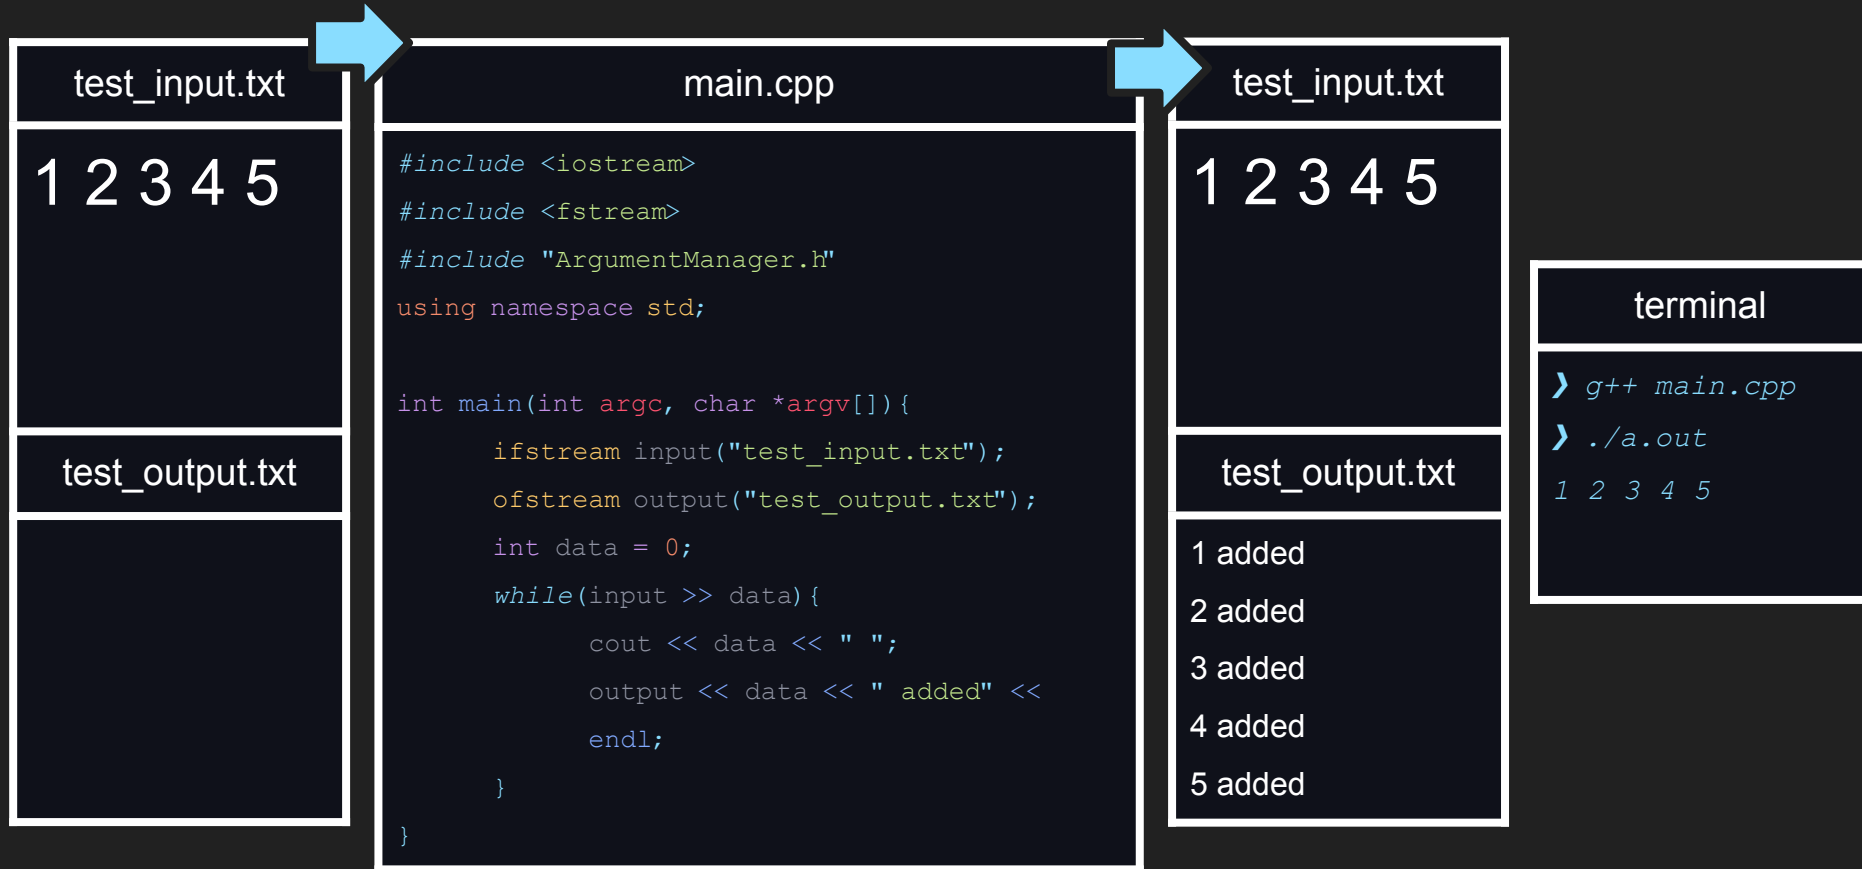 test_input.txt
1 2 3 4 5
test_output.txt
main.cpp
#include <iostream>
#include <fstream>
#include "ArgumentManager.h"
using namespace std;
int main(int argc, char *argv[]){
ifstream input("test_input.txt");
ofstream output("test_output.txt");
int data = 0;
while(input >> data){
cout << data << " ";
output << data << " added" <<
endl;
}
}
test_input.txt
1 2 3 4 5
test_output.txt
1 added
2 added
3 added
4 added
5 added
terminal
❯ g++ main.cpp
❯ ./a.out
1 2 3 4 5